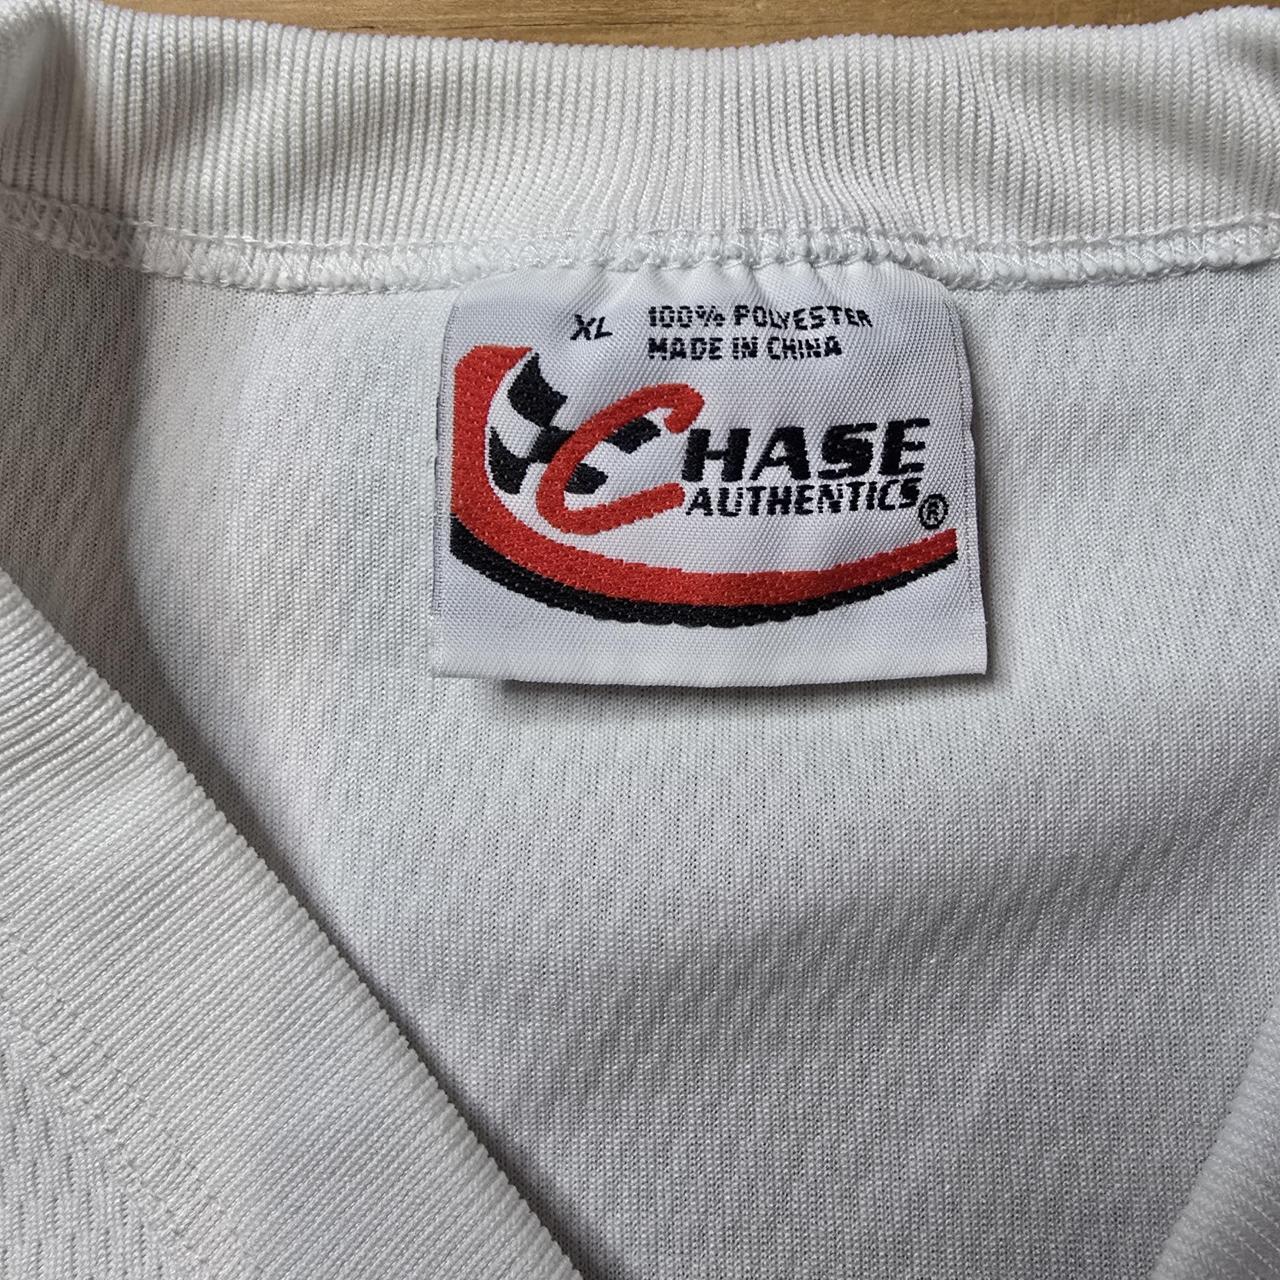 XL 100% POLYESTER
MADE IN CHINA
CHASE
AUTHENTICS®